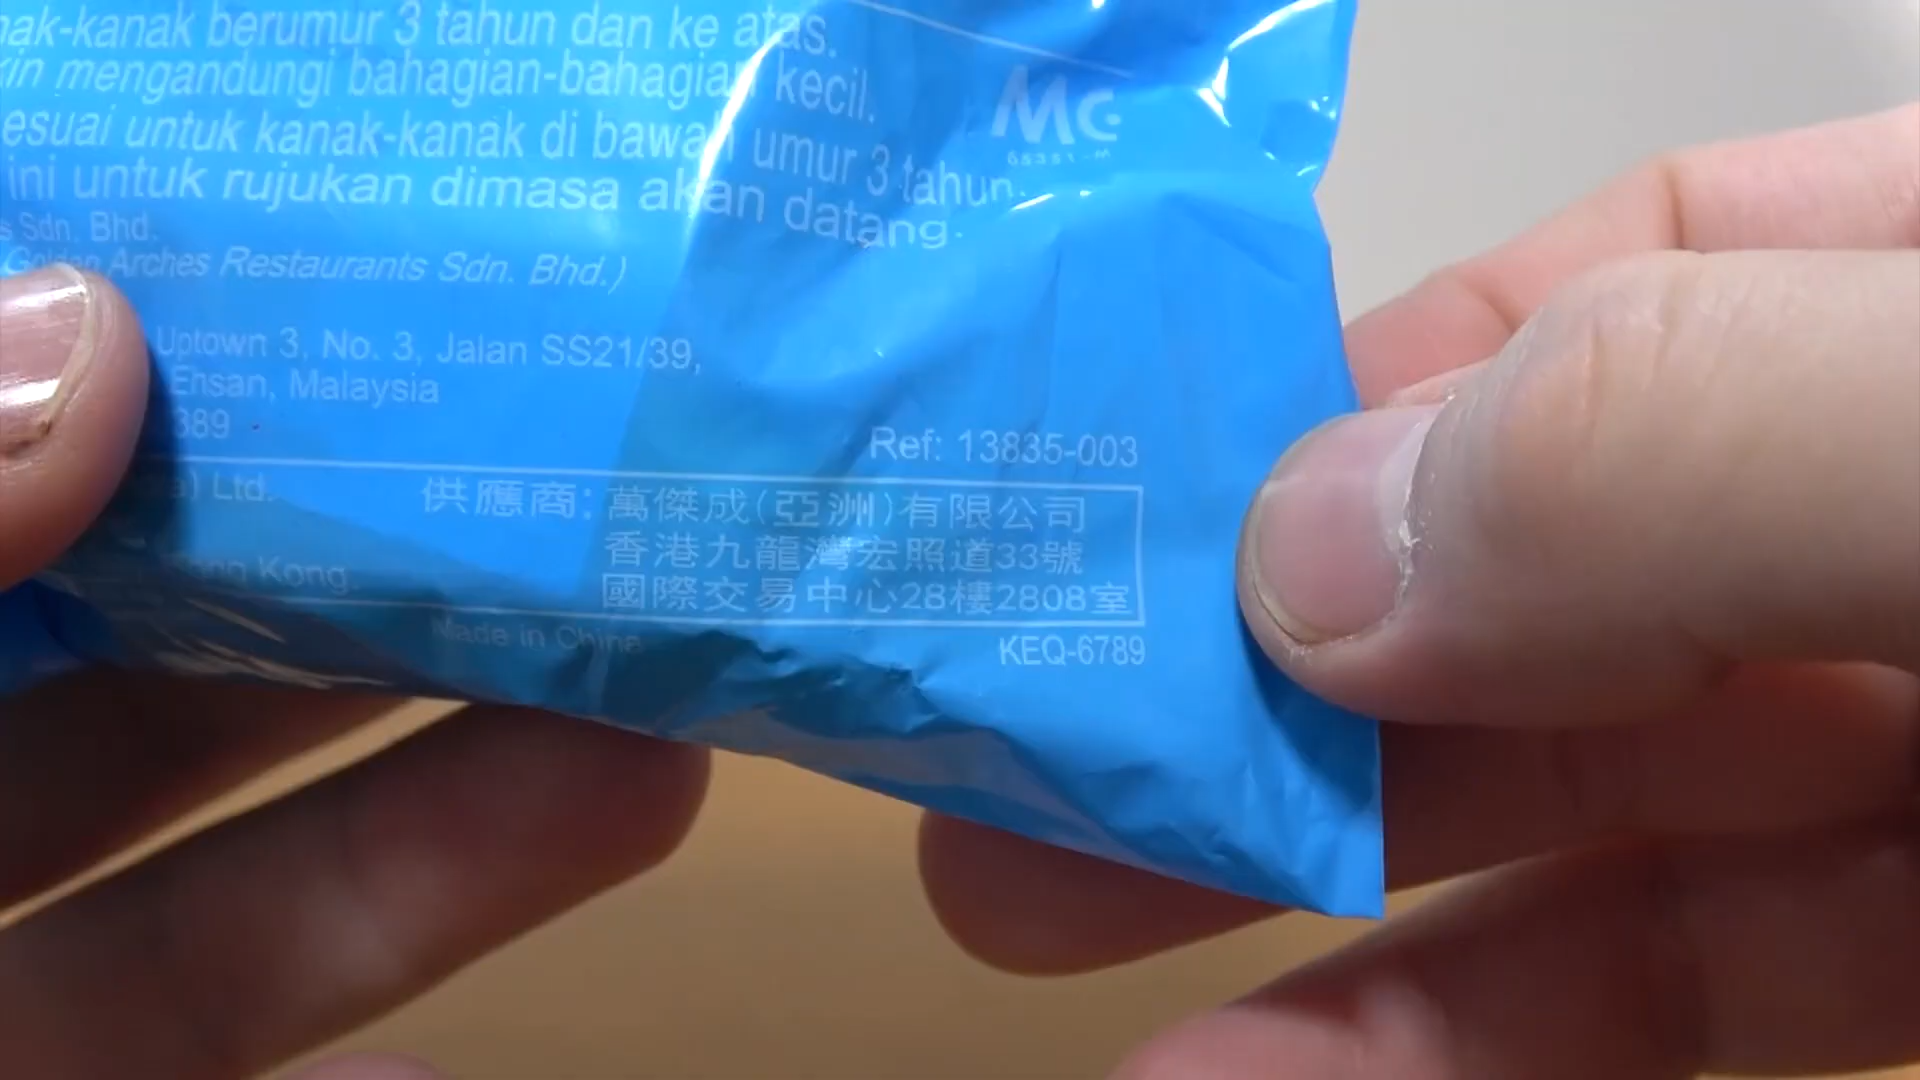 ak-kanak berumur 3 tahun dan ke atas.
kin mengandungi bahagian-bahagian kecil.
esuai untuk kanak-kanak di bawah umur 3 tahun.
ini untuk rujukan dimasa akan datang.
s Sdn. Bhd.
Golden Arches Restaurants Sdn. Bhd.)
Uptown 3, No. 3, Jalan SS21/39,
Ehsan, Malaysia
389
Ref: 13835-003
) Ltd.
供應商: 萬傑成(亞洲)有限公司
香港九龍灣宏照道33號
Kong.
國際交易中心28樓2808室
Made in China
KEQ-6789